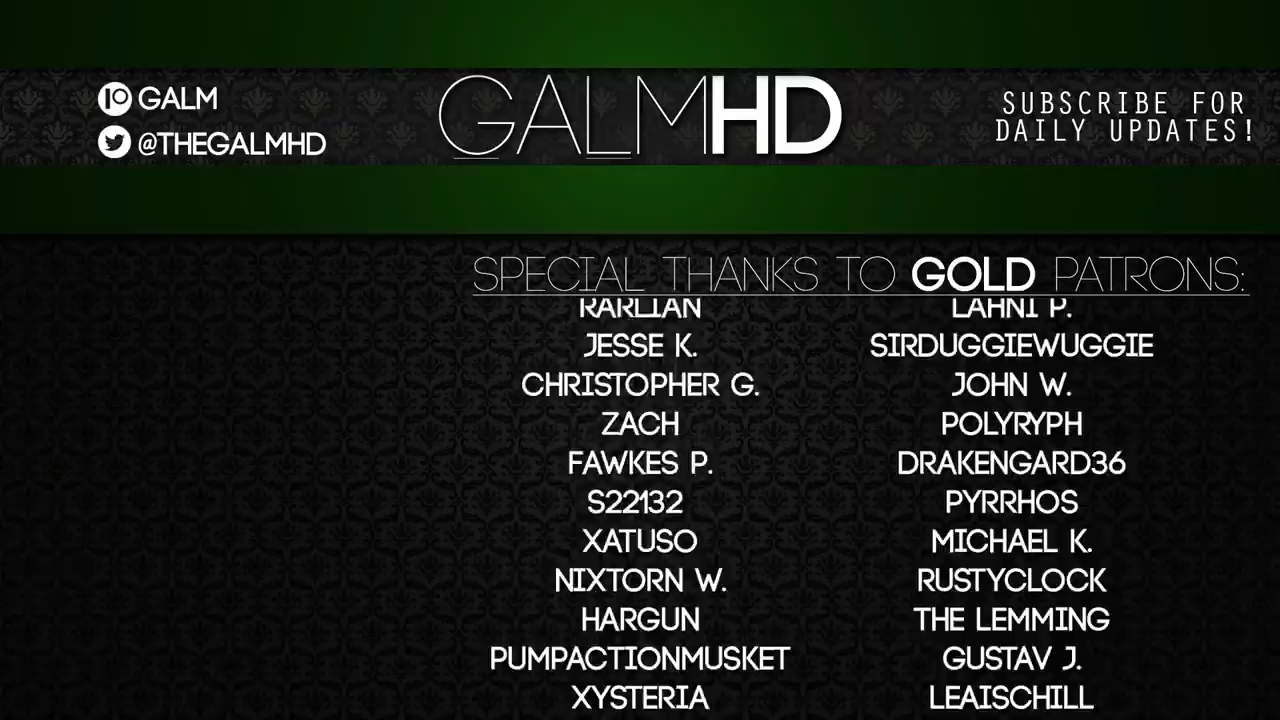 GALM
@THEGALMHD
GALMHD
SUBSCRIBE FOR
DAILY UPDATES!
SPECIAL THANKS TO GOLD PATRONS:
LAHNI P.
JESSE K.
SIRDUGGIEWUGGIE
CHRISTOPHER G.
JOHN W.
ZACH
POLYRYPH
FAWKES P.
DRAKENGARD36
S22132
PYRRHOS
XATUSO
MICHAEL K.
NIXTORN W.
RUSTYCLOCK
HARGUN
THE LEMMING
PUMPACTIONMUSKET
GUSTAV J.
XYSTERIA
LEAISCHILL